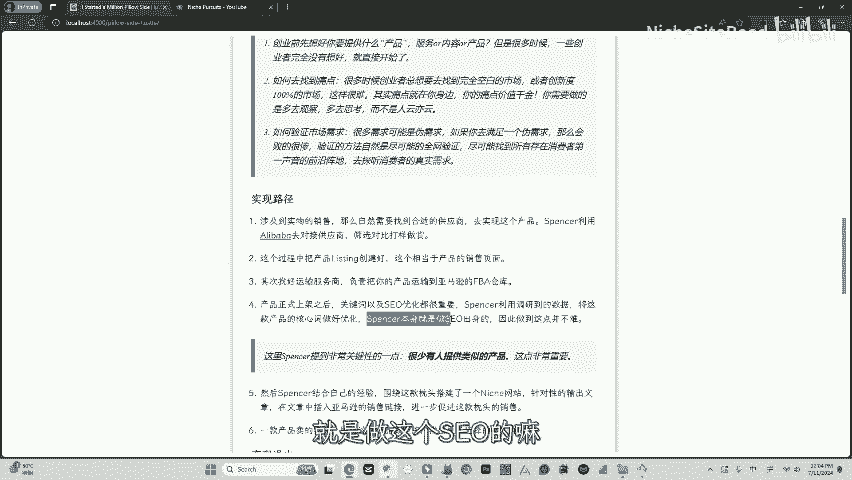 InPrivate
I Started a Million Pillow Side
Niche Pursuits - YouTube
localhost:4000/pillow-side-hustle/
NicheSiteRoad
bilibili
1. 创业前先想好你要提供什么“产品”，服务or内容or产品？但是很多时候，一些创
业者完全没有想好，就直接开始了。
2. 如何去找到痛点：很多时候创业者总想要去找到完全空白的市场，或者创新度
100%的市场，这样很难。其实痛点就在你身边，你的痛点价值千金！你需要做的
是多去观察，多去思考，而不是人云亦云。
3. 如何验证市场需求：很多需求可能是伪需求，如果你去满足一个伪需求，那么会
败的很惨，验证的方法自然是尽可能的全网验证，尽可能找到所有存在消费者第
一声音的前沿阵地，去探听消费者的真实需求。
实现路径
1. 涉及到实物的销售，那么自然需要找到合适的供应商，去实现这个产品。Spencer利用
Alibaba去对接供应商，筛选对比打样做货。
2. 这个过程中把产品Listing创建好，这个相当于产品的销售页面。
3. 其次找好运输服务商，负责把你的产品运输到亚马逊的FBA仓库。
4. 产品正式上架之后，关键词以及SEO优化都很重要，Spencer利用调研到的数据，将这
款产品的核心词做好优化，Spencer本身就是做SEO出身的，因此做到这点并不难。
这里Spencer提到非常关键性的一点：很少有人提供类似的产品。这点非常重要。
5. 然后Spencer结合自己的经验，围绕这款枕头搭建了一个Niche网站，针对性的输出文
章，在文章中插入亚马逊的销售链接，进一步促进这款枕头的销售。
6. 一款产品卖的
就是做这个SEO的嘛
Search
7/11/2024